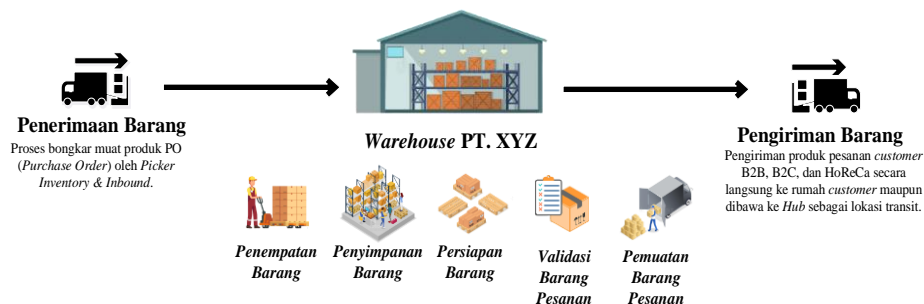 Penerimaan Barang
Proses bongkar muat produk PO
(Purchase Order) oleh Picker
Inventory & Inbound.
Warehouse PT. XYZ
Penempatan
Barang
Penyimpanan
Barang
Persiapan
Barang
Validasi
Barang
Pesanan
Pemuatan
Barang
Pesanan
Pengiriman Barang
Pengiriman produk pesanan customer
B2B, B2C, dan HoReCa secara
langsung ke rumah customer maupun
dibawa ke Hub sebagai lokasi transit.